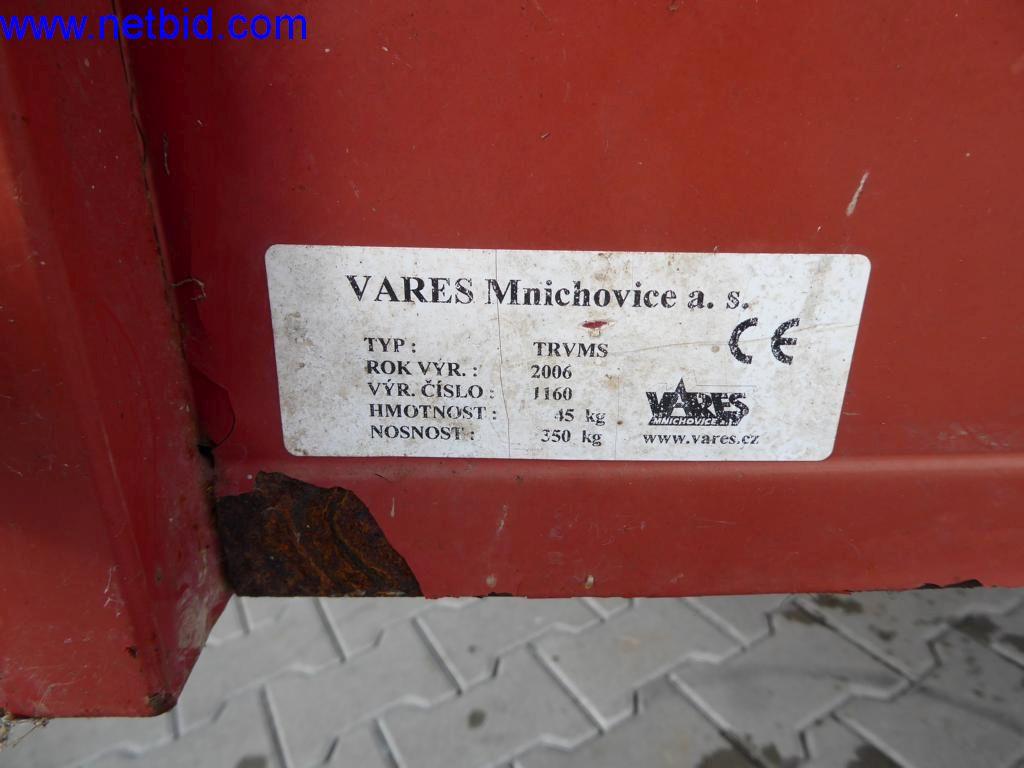 www.netbid.com
VARES Mnichovice a. s.
CE
TYP : TRVMS
ROK VÝR. : 2006
VÝR. ČÍSLO : 1160
HMOTNOST : 45 kg
NOSNOST : 350 kg
VARES
MNICHOVICE a.s.
www.vares.cz